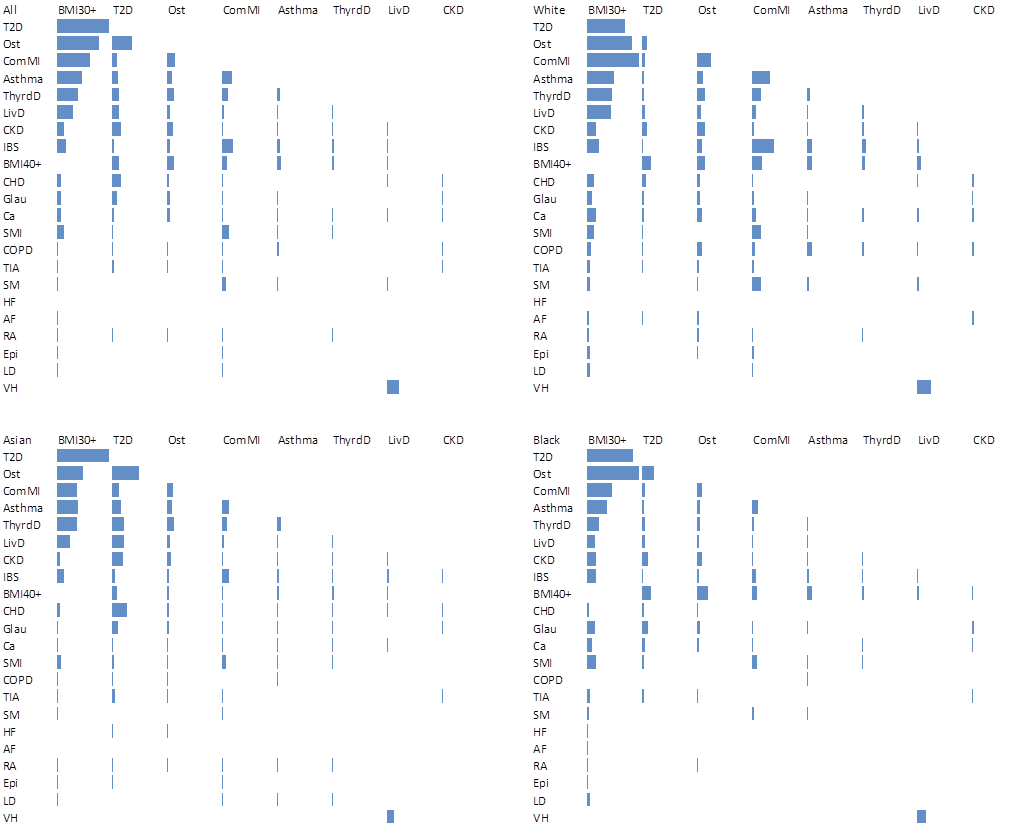 All BMI30+ T2D Ost ComMI Asthma ThyrdD LivD CKD
T2D
Ost
ComMI
Asthma
ThyrdD
LivD
CKD
IBS
BMI40+
CHD
Glau
Ca
SMI
COPD
TIA
SM
HF
AF
RA
Epi
LD
VH
White BMI30+ T2D Ost ComMI Asthma ThyrdD LivD CKD
T2D
Ost
ComMI
Asthma
ThyrdD
LivD
CKD
IBS
BMI40+
CHD
Glau
Ca
SMI
COPD
TIA
SM
HF
AF
RA
Epi
LD
VH
Asian BMI30+ T2D Ost ComMI Asthma ThyrdD LivD CKD
T2D
Ost
ComMI
Asthma
ThyrdD
LivD
CKD
IBS
BMI40+
CHD
Glau
Ca
SMI
COPD
TIA
SM
HF
AF
RA
Epi
LD
VH
Black BMI30+ T2D Ost ComMI Asthma ThyrdD LivD CKD
T2D
Ost
ComMI
Asthma
ThyrdD
LivD
CKD
IBS
BMI40+
CHD
Glau
Ca
SMI
COPD
TIA
SM
HF
AF
RA
Epi
LD
VH